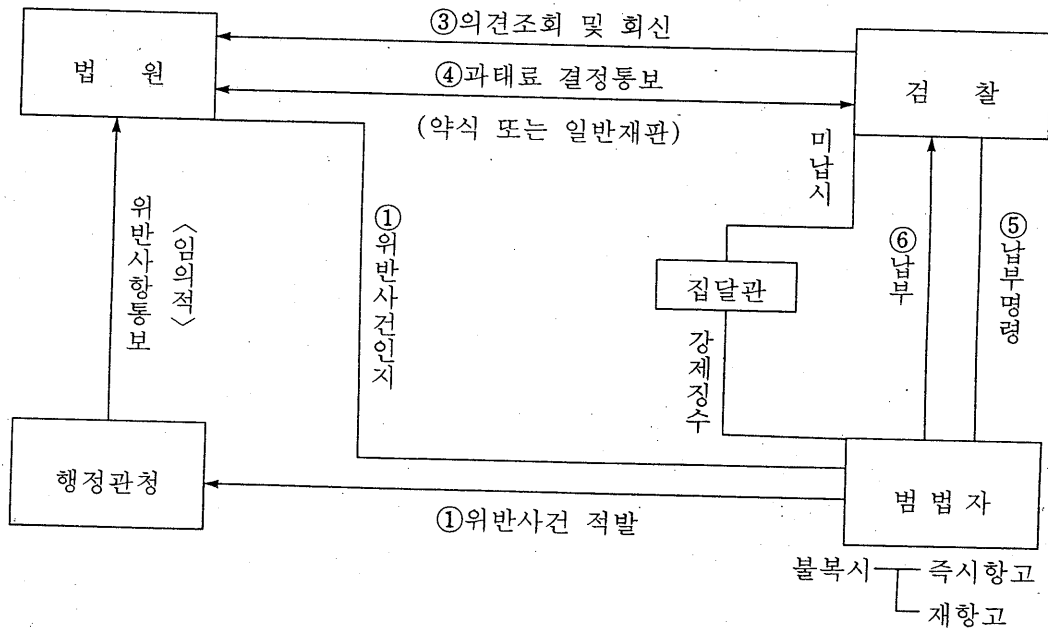 ③의견조회 및 회신
법 원
④과태료 결정통보
(약식 또는 일반재판)
검 찰
미납시
위반사항통보
〈임의적〉
①위반사건인지
집달관
강제징수
⑥납부
⑤납부명령
행정관청
①위반사건 적발
범 법 자
불복시
즉시항고
재항고